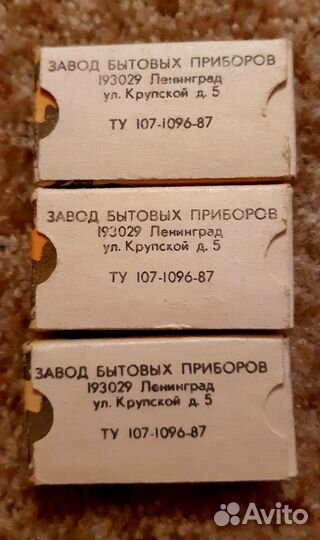 ЗАВОД БЫТОВЫХ ПРИБОРОВ
193029 Ленинград
ул. Крупской д. 5
ТУ 107-1096-87
ЗАВОД БЫТОВЫХ ПРИБОРОВ
193029 Ленинград
ул. Крупской д. 5
ТУ 107-1096-87
ЗАВОД БЫТОВЫХ ПРИБОРОВ
193029 Ленинград
ул. Крупской д. 5
ТУ 107-1096-87
Avito